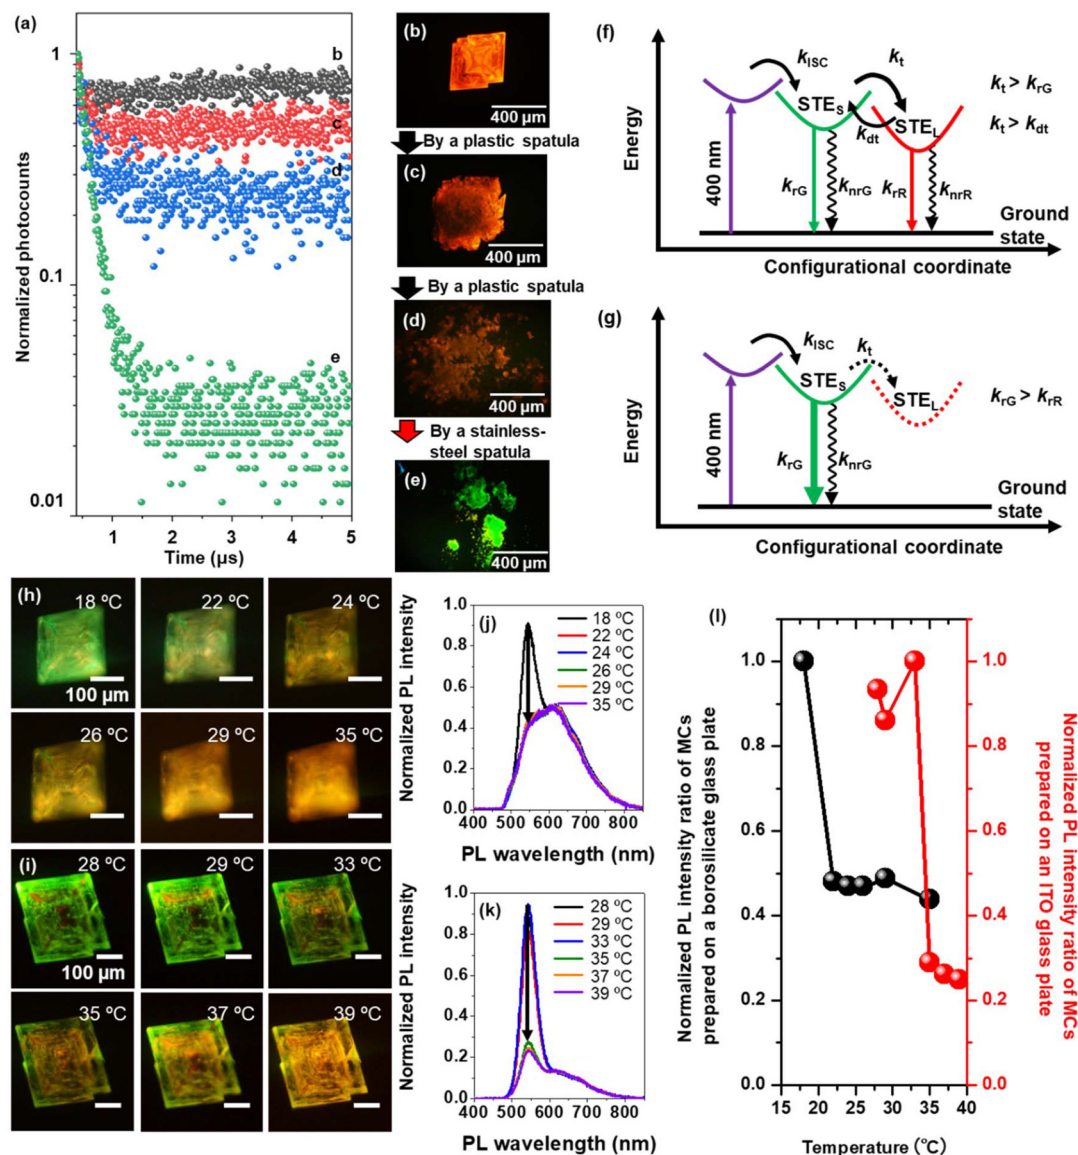 (a)
1
0.1
0.01
Normalized photocounts
b
c
d
e
1
2
3
4
5
Time (µs)
(b)
400 µm
By a plastic spatula
(c)
400 µm
By a plastic spatula
(d)
400 µm
By a stainless-
steel spatula
(e)
400 µm
(f)
Energy
400 nm
kISC
kt
STES
STEL
kdt
krG
knrG
krR
knrR
kt > krG
kt > kdt
Ground
state
Configurational coordinate
(g)
Energy
400 nm
kISC
kt
STES
STEL
krG
knrG
krG > krR
Ground
state
Configurational coordinate
(h)
18 ºC
100 µm
22 ºC
24 ºC
26 ºC
29 ºC
35 ºC
(i)
28 ºC
100 µm
29 ºC
33 ºC
35 ºC
37 ºC
39 ºC
(j)
Normalized PL intensity
1.0
0.8
0.6
0.4
0.2
0.0
18 ºC
22 ºC
24 ºC
26 ºC
29 ºC
35 ºC
400 500 600 700 800
PL wavelength (nm)
(k)
Normalized PL intensity
1.0
0.8
0.6
0.4
0.2
0.0
28 ºC
29 ºC
33 ºC
35 ºC
37 ºC
39 ºC
400 500 600 700 800
PL wavelength (nm)
(l)
Normalized PL intensity ratio of MCs
prepared on a borosilicate glass plate
1.0
0.8
0.6
0.4
0.2
0.0
15 20 25 30 35 40
Temperature (℃)
1.0
0.8
0.6
0.4
0.2
0.0
Normalized PL intensity ratio of MCs
prepared on an ITO glass plate